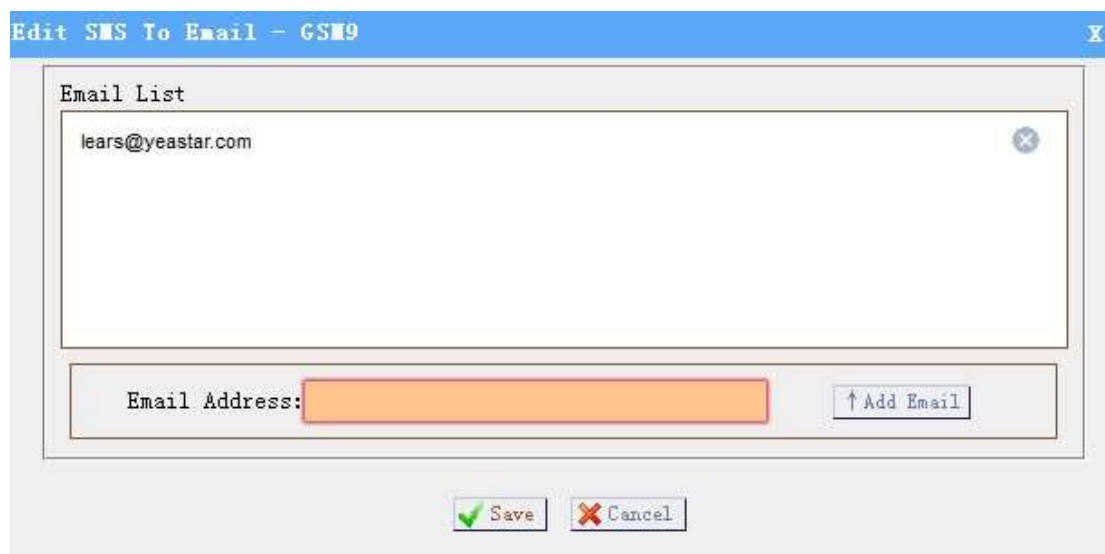 Edit SMS To Email - GSM9 X
Email List
lears@yeastar.com
Email Address: ↑Add Email
Save Cancel